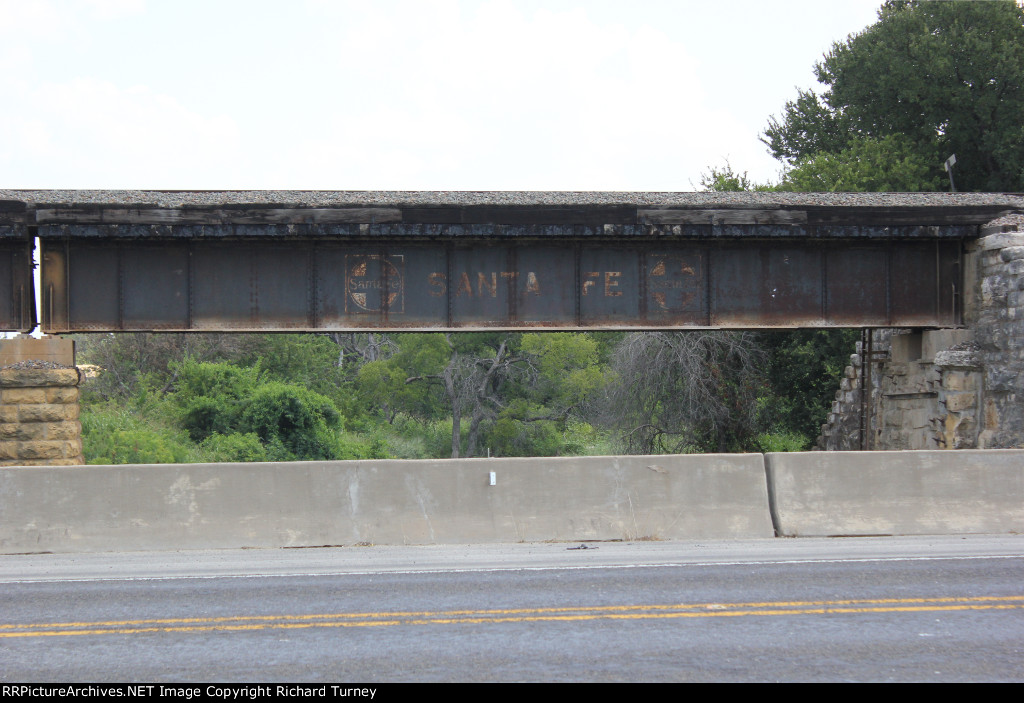 Santa Fe SANTA FE
RRPictureArchives.NET Image Copyright Richard Turney